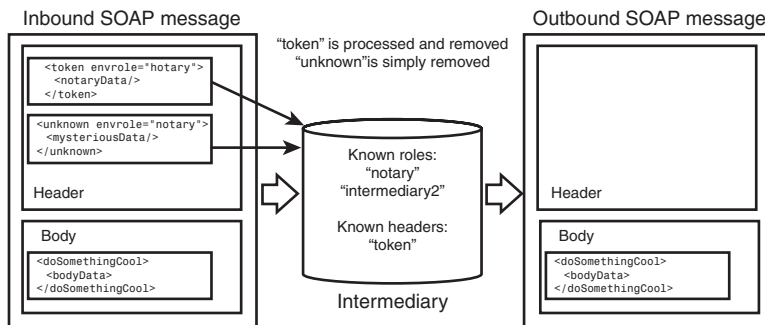 Inbound SOAP message
<token envrole="hotary">
<notaryData/>
</token>
<unknown envrole="notary">
<mysteriousData/>
</unknown>
Header
Body
<doSomethingCool>
<bodyData>
</doSomethingCool>
“token” is processed and removed
“unknown”is simply removed
Known roles:
“notary”
“intermediary2”
Known headers:
“token”
Intermediary
Outbound SOAP message
Header
Body
<doSomethingCool>
<bodyData>
</doSomethingCool>